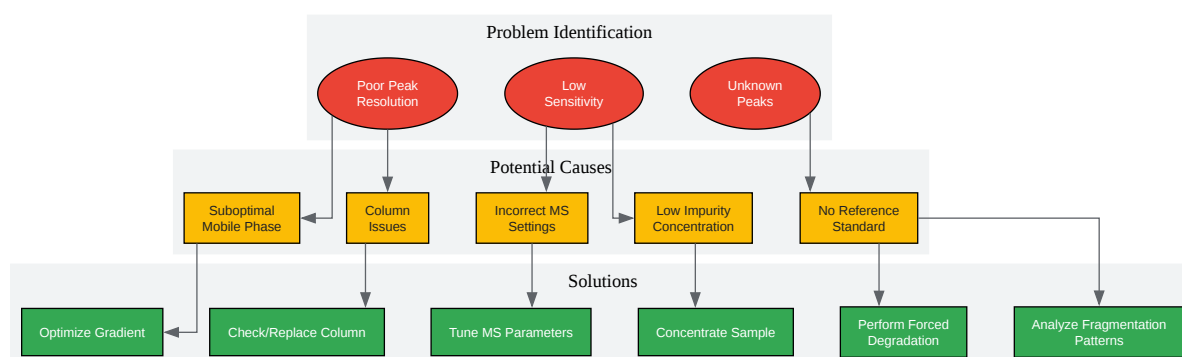 Problem Identification
Poor Peak
Resolution
Low
Sensitivity
Unknown
Peaks
Potential Causes
Suboptimal
Mobile Phase
Column
Issues
Incorrect MS
Settings
Low Impurity
Concentration
No Reference
Standard
Solutions
Optimize Gradient
Check/Replace Column
Tune MS Parameters
Concentrate Sample
Perform Forced
Degradation
Analyze Fragmentation
Patterns